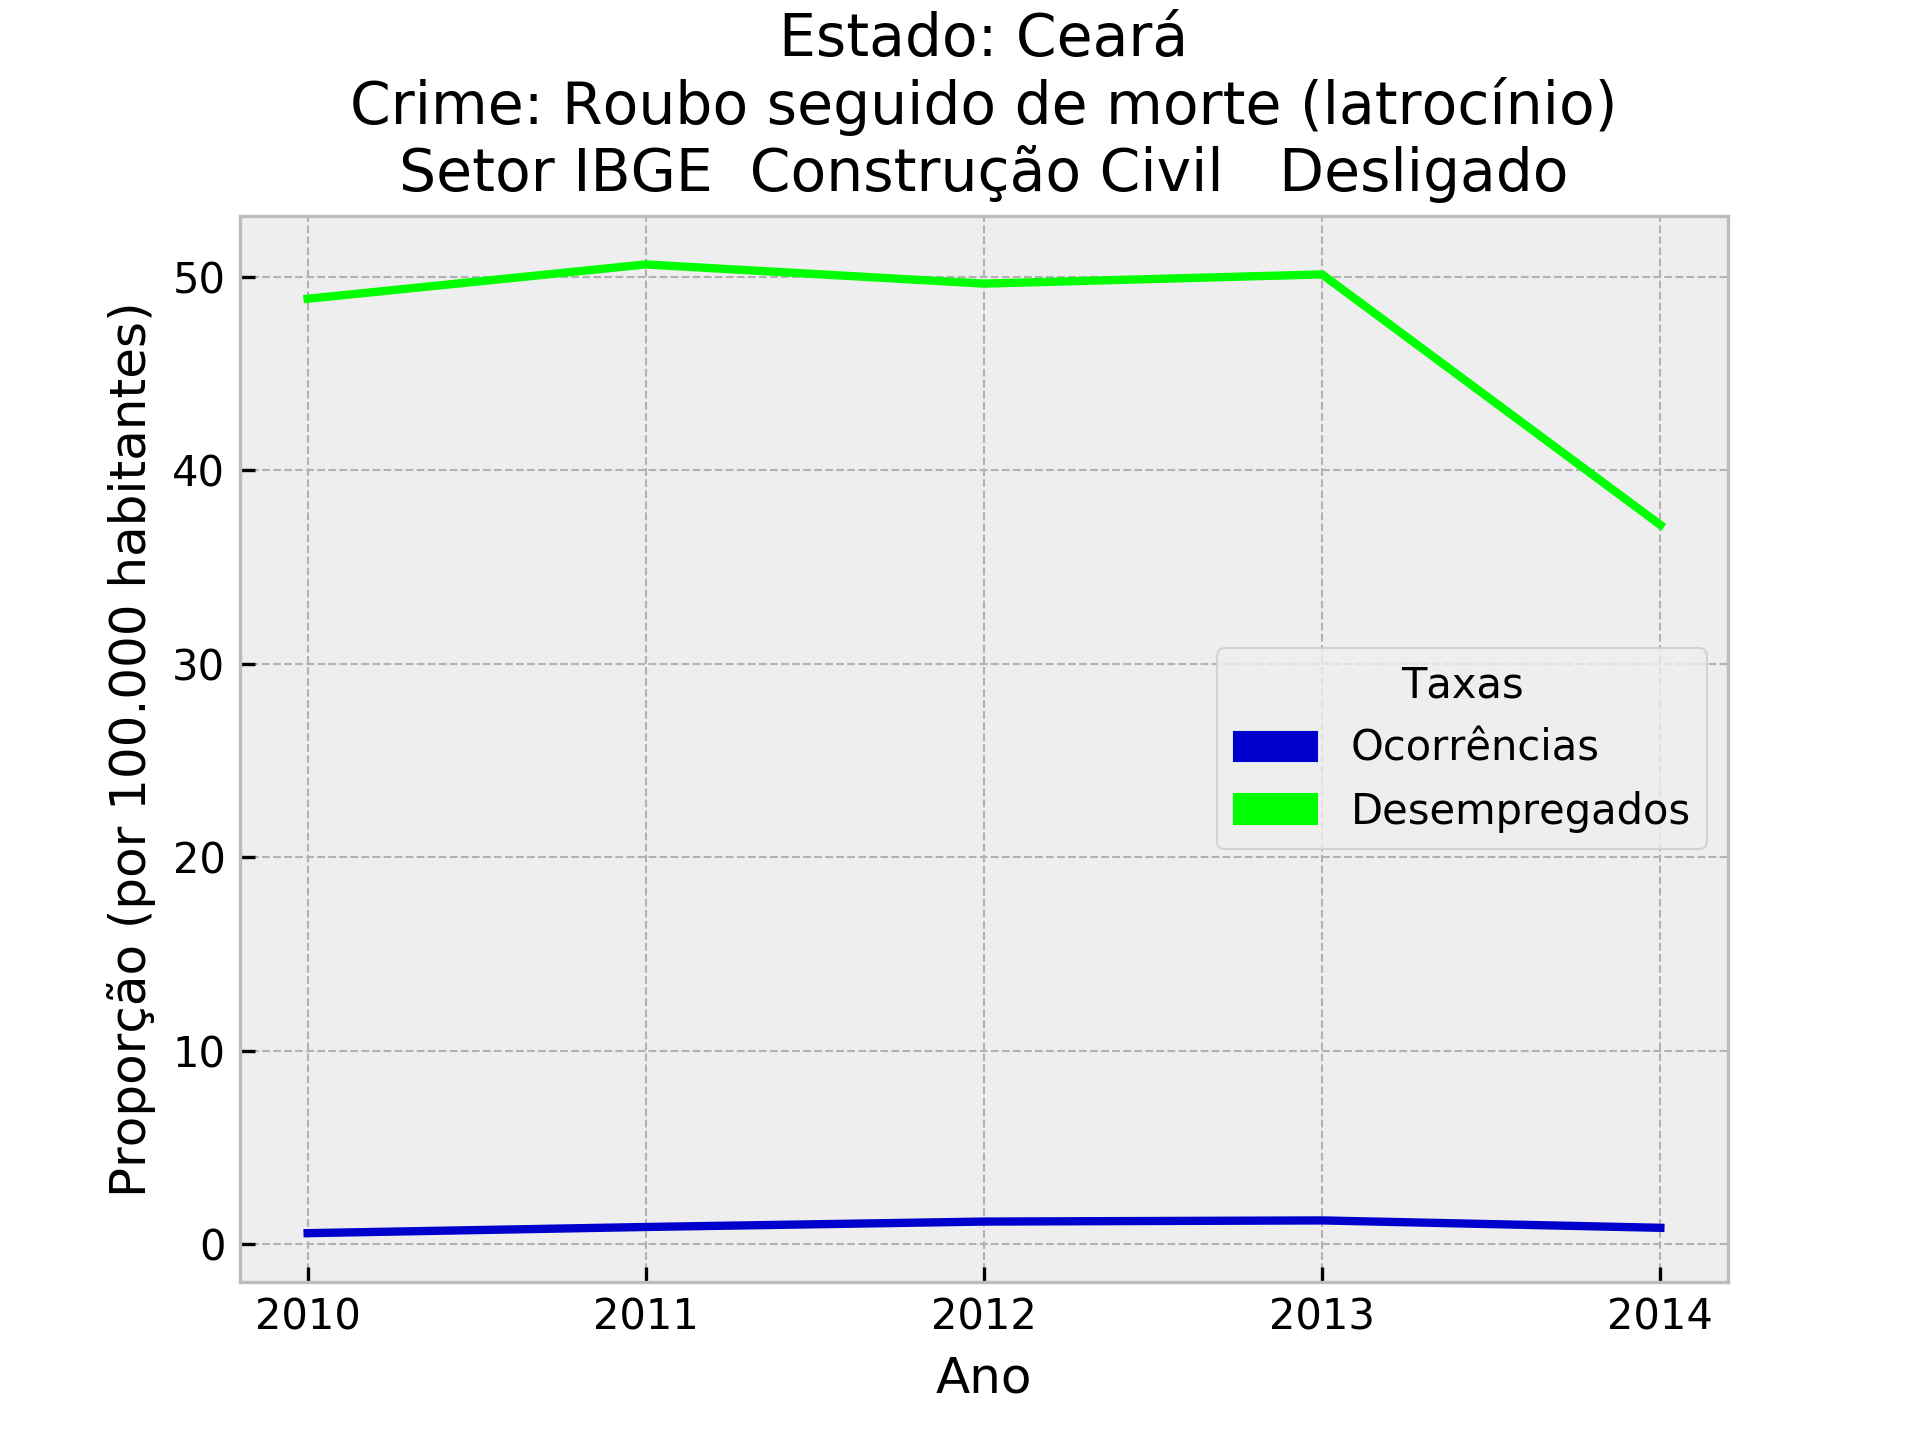 Estado: Ceará
Crime: Roubo seguido de morte (latrocínio)
Setor IBGE  Construção Civil   Desligado
Proporção (por 100.000 habitantes)
50
40
30
20
10
0
Taxas
Ocorrências
Desempregados
2010 2011 2012 2013 2014
Ano